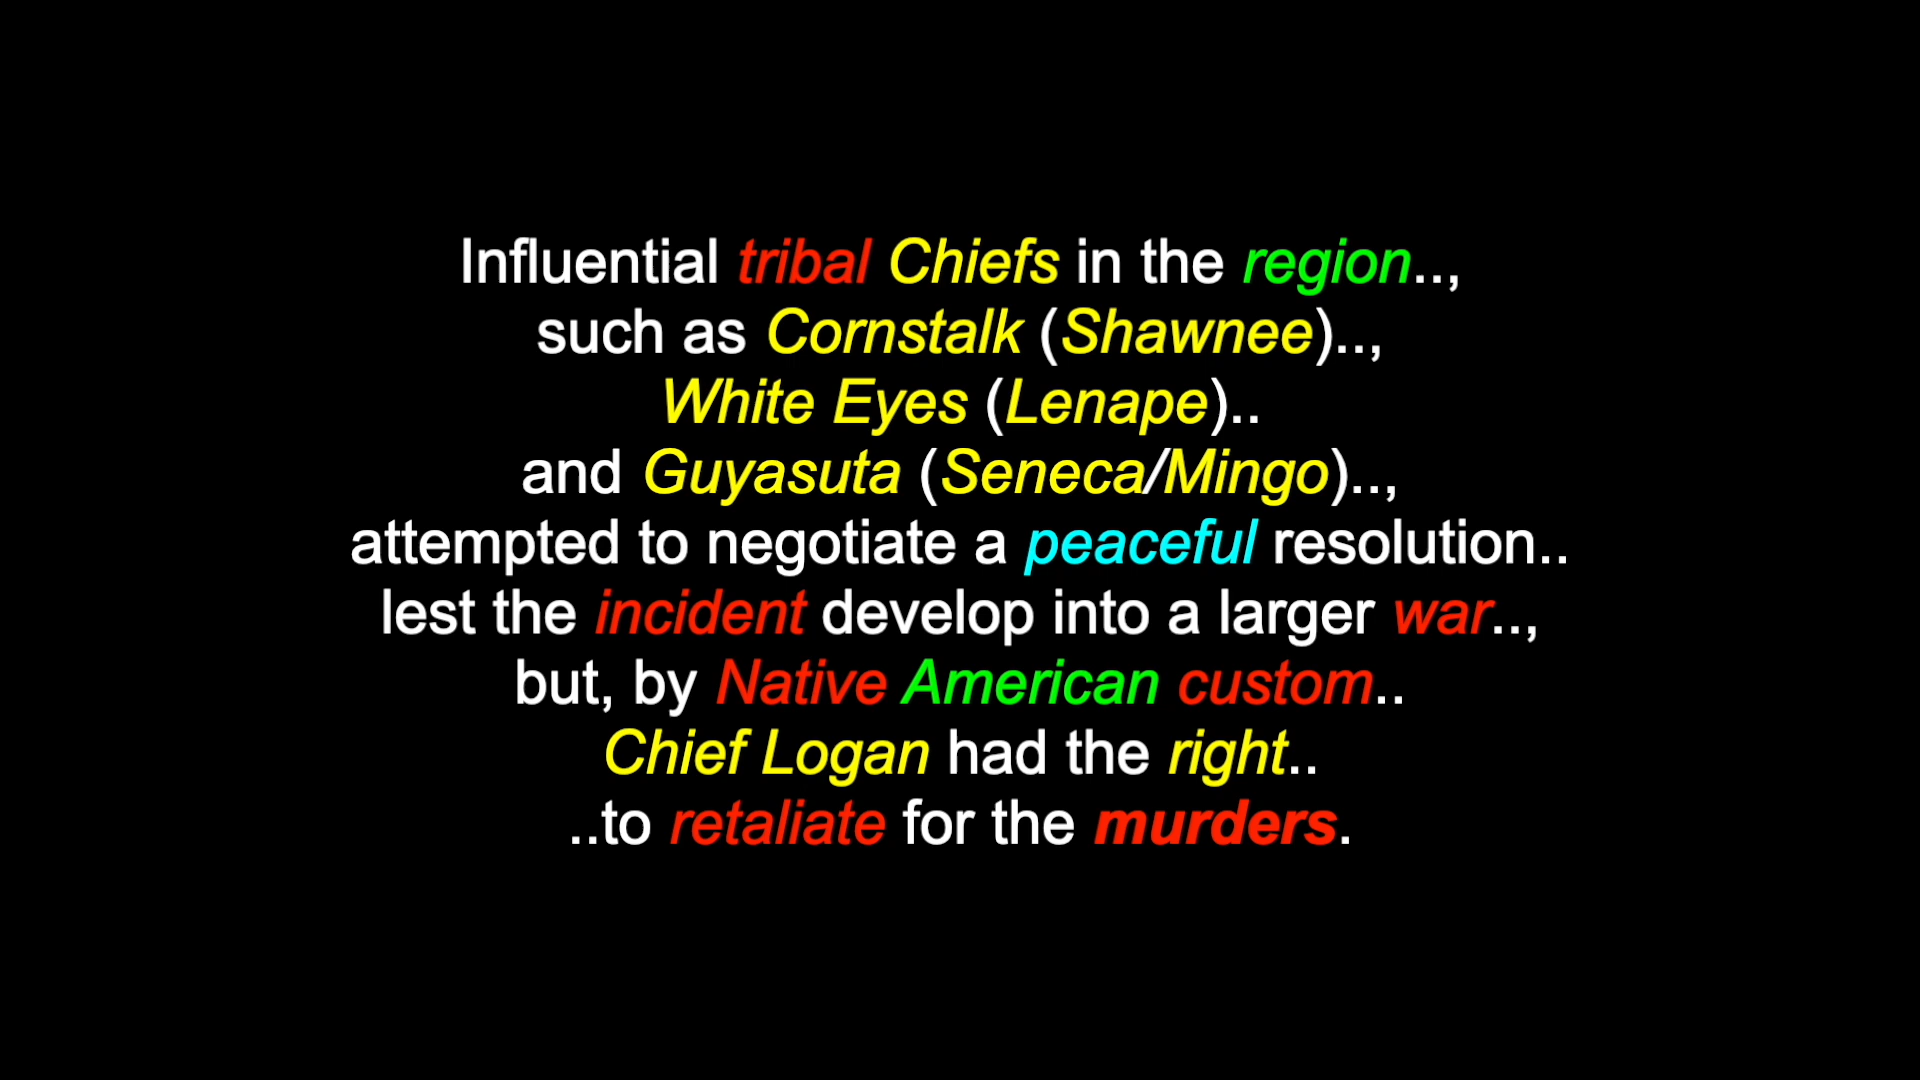 Influential tribal Chiefs in the region..,
such as Cornstalk (Shawnee)..,
White Eyes (Lenape)..
and Guyasuta (Seneca/Mingo)..,
attempted to negotiate a peaceful resolution..
lest the incident develop into a larger war..,
but, by Native American custom..
Chief Logan had the right..
..to retaliate for the murders.